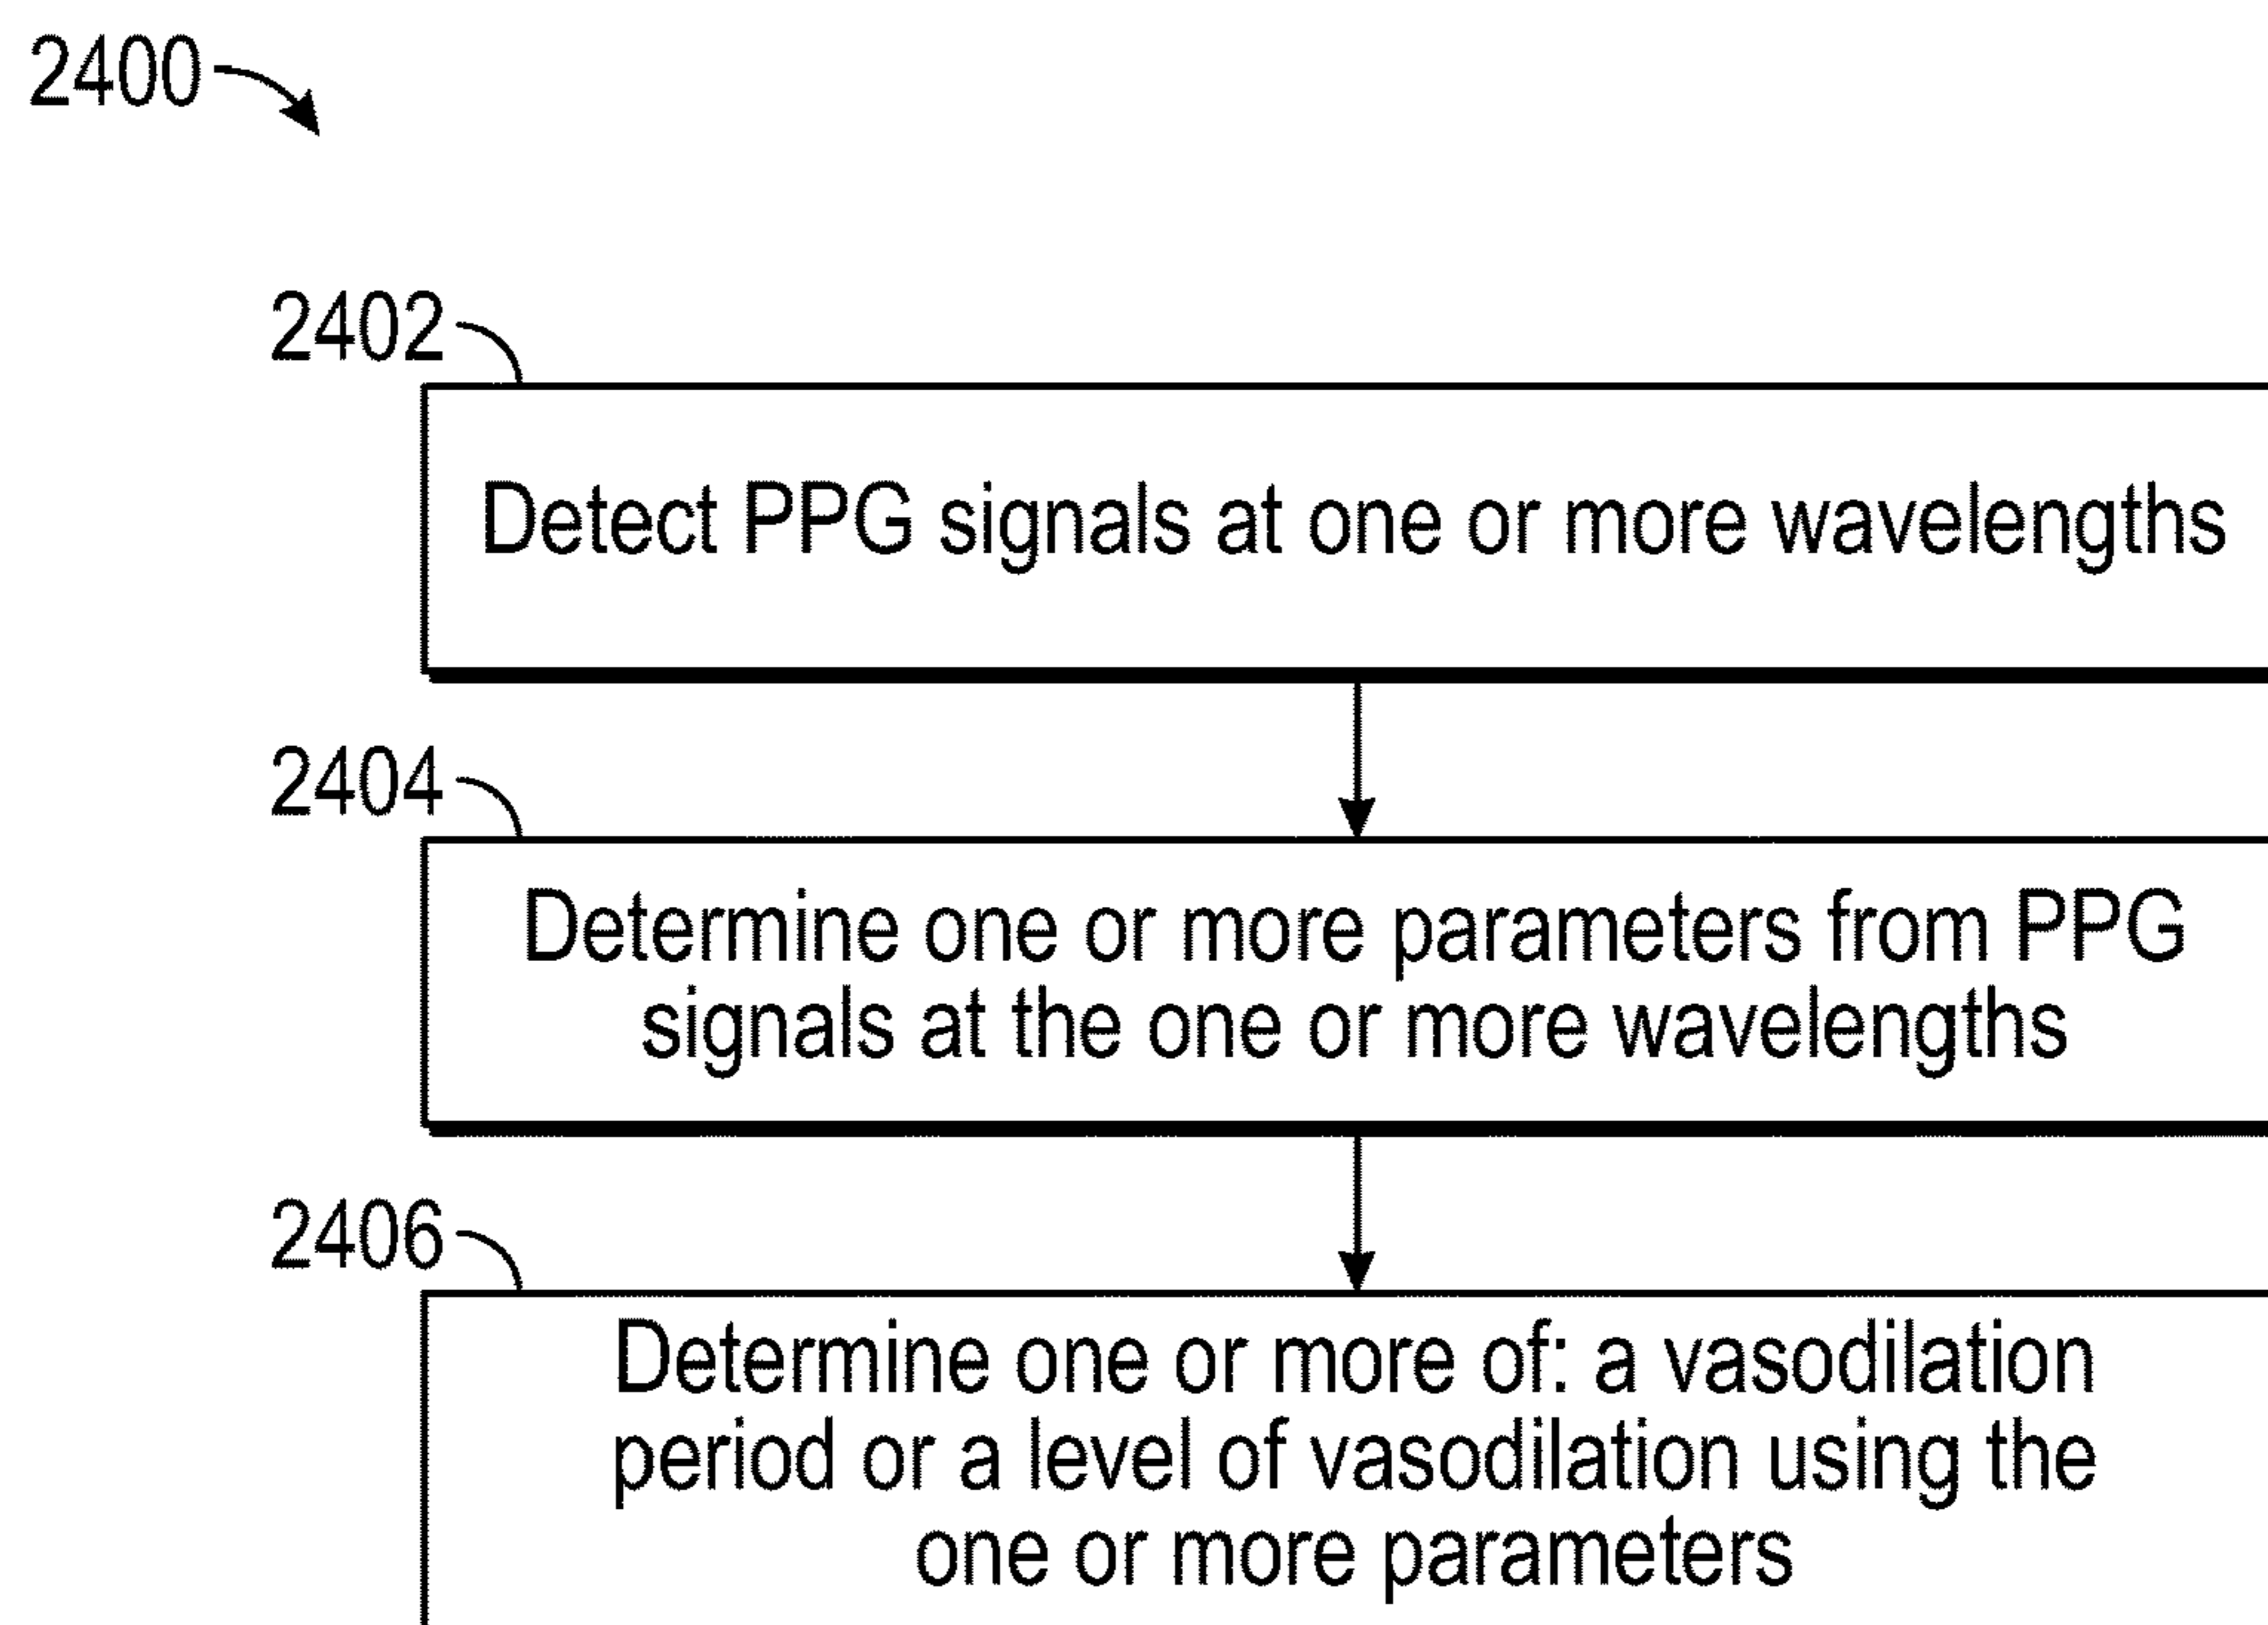 2400
2402
Detect PPG signals at one or more wavelengths
2404
Determine one or more parameters from PPG
signals at the one or more wavelengths
2406
Determine one or more of: a vasodilation
period or a level of vasodilation using the
one or more parameters